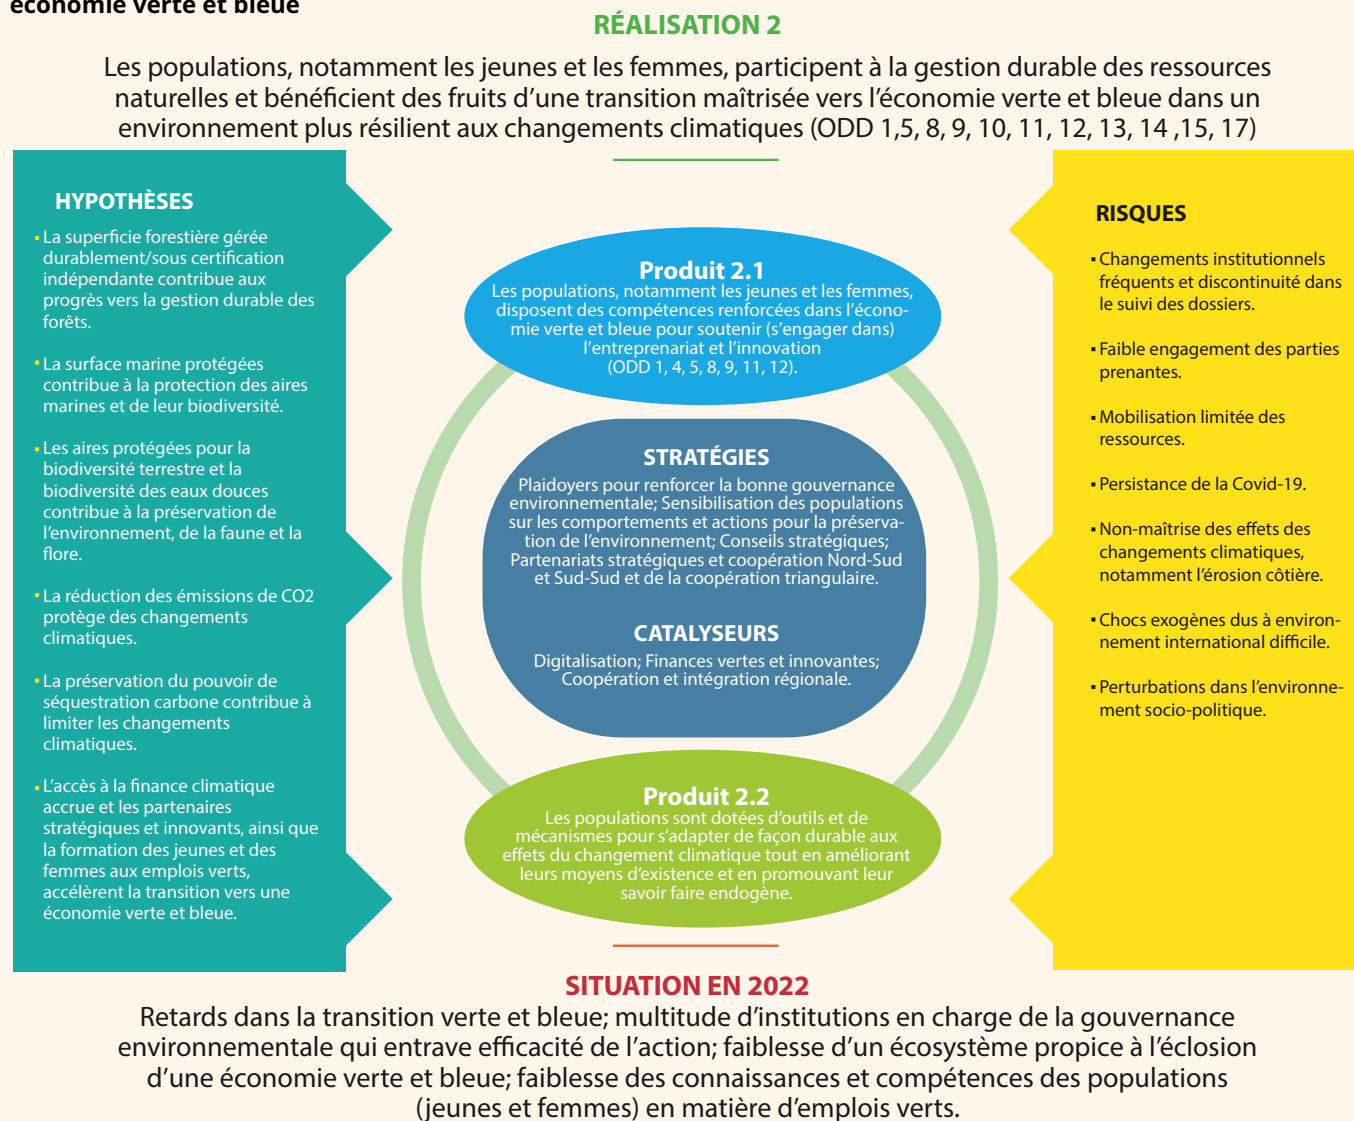 économie verte et bleue
RÉALISATION 2
Les populations, notamment les jeunes et les femmes, participent à la gestion durable des ressources
naturelles et bénéficient des fruits d’une transition maîtrisée vers l’économie verte et bleue dans un
environnement plus résilient aux changements climatiques (ODD 1,5, 8, 9, 10, 11, 12, 13, 14 ,15, 17)
HYPOTHÈSES
▪ La superficie forestière gérée
durablement/sous certification
indépendante contribue aux
progrès vers la gestion durable des
forêts.
▪ La surface marine protégées
contribue à la protection des aires
marines et de leur biodiversité.
▪ Les aires protégées pour la
biodiversité terrestre et la
biodiversité des eaux douces
contribue à la préservation de
l’environnement, de la faune et la
flore.
▪ La réduction des émissions de CO2
protège des changements
climatiques.
▪ La préservation du pouvoir de
séquestration carbone contribue à
limiter les changements
climatiques.
▪ L’accès à la finance climatique
accrue et les partenaires
stratégiques et innovants, ainsi que
la formation des jeunes et des
femmes aux emplois verts,
accélèrent la transition vers une
économie verte et bleue.
Produit 2.1
Les populations, notamment les jeunes et les femmes,
disposent des compétences renforcées dans l’écono-
mie verte et bleue pour soutenir (s’engager dans)
l’entreprenariat et l’innovation
(ODD 1, 4, 5, 8, 9, 11, 12).
STRATÉGIES
Plaidoyers pour renforcer la bonne gouvernance
environnementale; Sensibilisation des populations
sur les comportements et actions pour la préserva-
tion de l’environnement; Conseils stratégiques;
Partenariats stratégiques et coopération Nord-Sud
et Sud-Sud et de la coopération triangulaire.
CATALYSEURS
Digitalisation; Finances vertes et innovantes;
Coopération et intégration régionale.
Produit 2.2
Les populations sont dotées d’outils et de
mécanismes pour s’adapter de façon durable aux
effets du changement climatique tout en améliorant
leurs moyens d’existence et en promouvant leur
savoir faire endogène.
RISQUES
▪ Changements institutionnels
fréquents et discontinuité dans
le suivi des dossiers.
▪ Faible engagement des parties
prenantes.
▪ Mobilisation limitée des
ressources.
▪ Persistance de la Covid-19.
▪ Non-maîtrise des effets des
changements climatiques,
notamment l’érosion côtière.
▪ Chocs exogènes dus à environ-
nement international difficile.
▪ Perturbations dans l’environne-
ment socio-politique.
SITUATION EN 2022
Retards dans la transition verte et bleue; multitude d’institutions en charge de la gouvernance
environnementale qui entrave efficacité de l’action; faiblesse d’un écosystème propice à l’éclosion
d’une économie verte et bleue; faiblesse des connaissances et compétences des populations
(jeunes et femmes) en matière d’emplois verts.